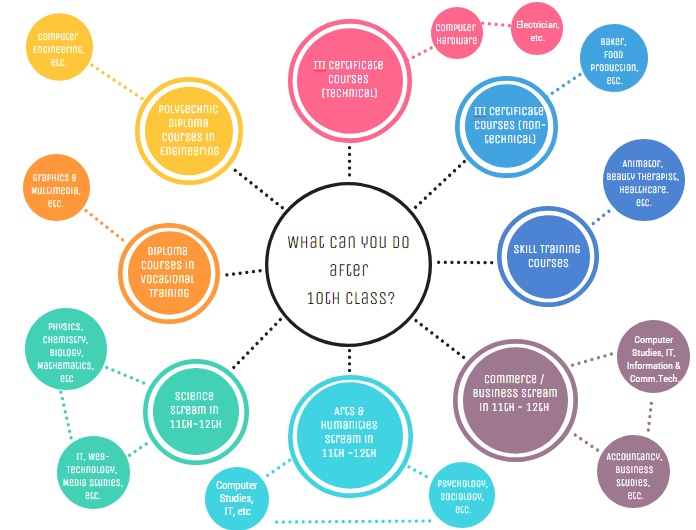 What can you do
after
10th class?
ITI Certificate
Courses
(Technical)
Computer
Hardware
Electrician,
etc.
ITI Certificate
Courses (Non-
technical)
Baker,
Food
Production,
etc.
Skill Training
Courses
Animator,
Beauty Therapist,
Healthcare.
etc.
Commerce /
Business stream
in 11th - 12th
Computer
Studies, IT,
Information &
Comm.Tech.
Accountancy,
Business
Studies,
etc.
Arts &
Humanities
Stream in
11th -12th
Psychology,
Sociology,
etc.
Computer
Studies,
IT, etc
Science
Stream in
11th-12th
IT, Web-
Technology,
Media Studies,
etc.
Physics,
Chemistry,
Biology,
Mathematics,
etc
Diploma
Courses in
Vocational
Training
Graphics &
Multimedia,
etc.
Polytechnic
Diploma
Courses in
Engineering
Computer
Engineering,
etc.